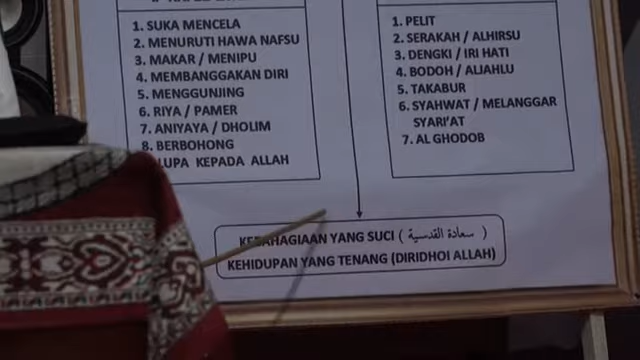 1. SUKA MENCELA
2. MENURUTI HAWA NAFSU
3. MAKAR / MENIPU
4. MEMBANGGAKAN DIRI
5. MENGGUNJING
6. RIYA / PAMER
7. ANIYAYA / DHOLIM
8. BERBOHONG
LUPA KEPADA ALLAH
1. PELIT
2. SERAKAH / ALHIRSU
3. DENGKI / IRI HATI
4. BODOH / ALJAHLU
5. TAKABUR
6. SYAHWAT / MELANGGAR
SYARI'AT
7. AL GHODOB
KEBAHAGIAAN YANG SUCI ( سعادة القدسية )
KEHIDUPAN YANG TENANG (DIRIDHOI ALLAH)